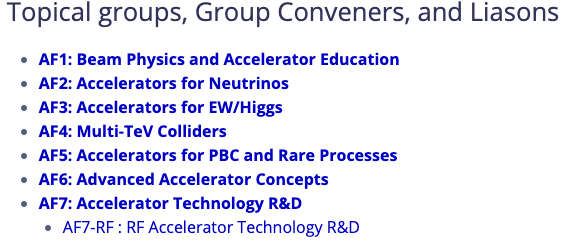 Topical groups, Group Conveners, and Liasons
AF1: Beam Physics and Accelerator Education
AF2: Accelerators for Neutrinos
AF3: Accelerators for EW/Higgs
AF4: Multi-TeV Colliders
AF5: Accelerators for PBC and Rare Processes
AF6: Advanced Accelerator Concepts
AF7: Accelerator Technology R&D
AF7-RF : RF Accelerator Technology R&D